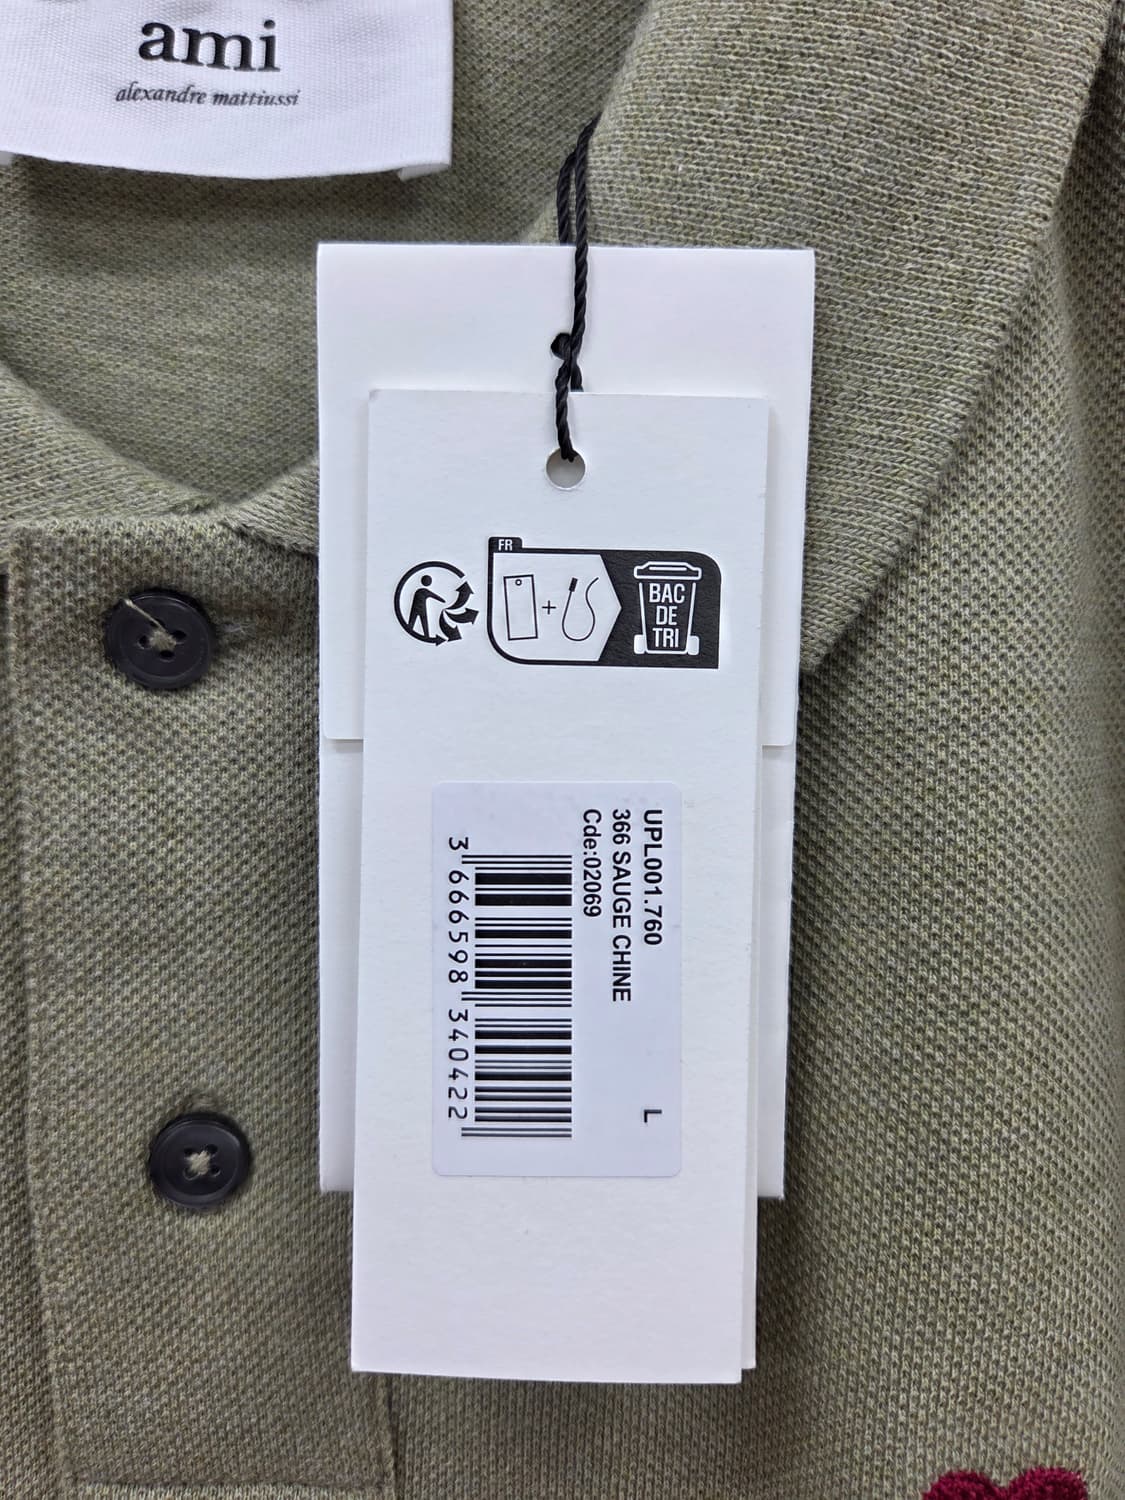 ami
alexandre mattiussi
FR
+
BAC
DE
TRI
UPL001.760 L
366 SAUGE CHINE
Cde:02069
3 666598 340422